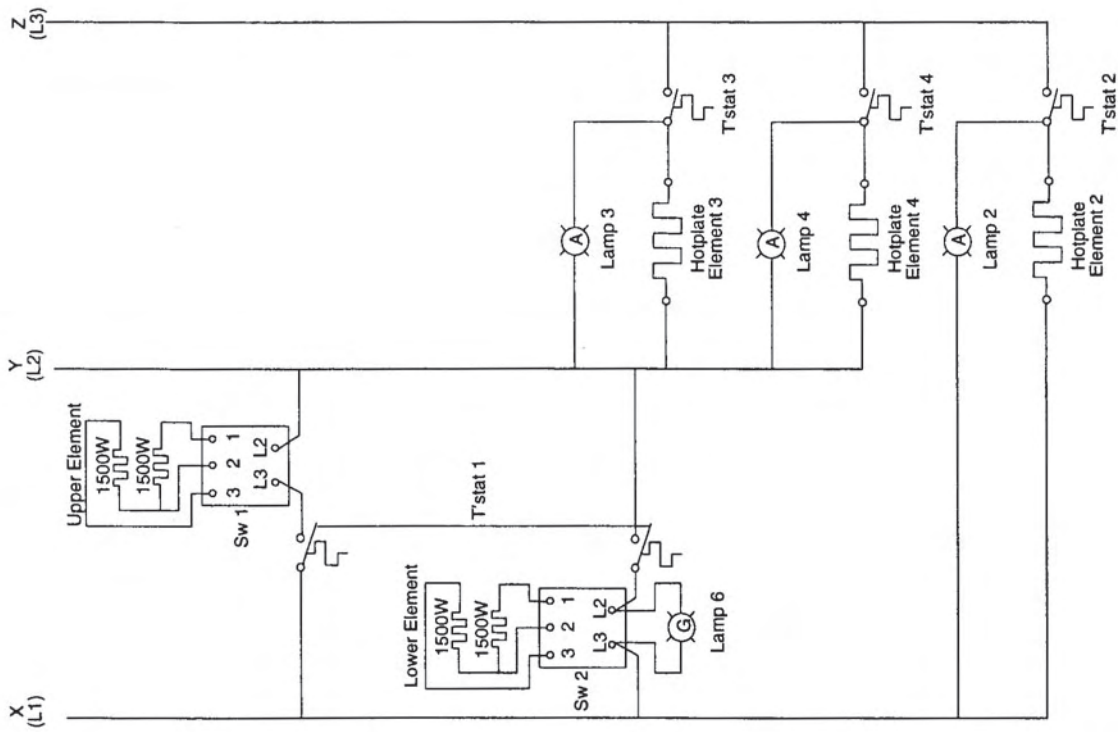 X
(L1)
Y
(L2)
Z
(L3)
Upper Element
1500W
1500W
3 2 1
L3 L2
Sw 1
T'stat 1
Lower Element
1500W
1500W
3 2 1
L3 L2
Sw 2
G
Lamp 6
A
Lamp 3
Hotplate
Element 3
T'stat 3
A
Lamp 4
Hotplate
Element 4
T'stat 4
A
Lamp 2
Hotplate
Element 2
T'stat 2